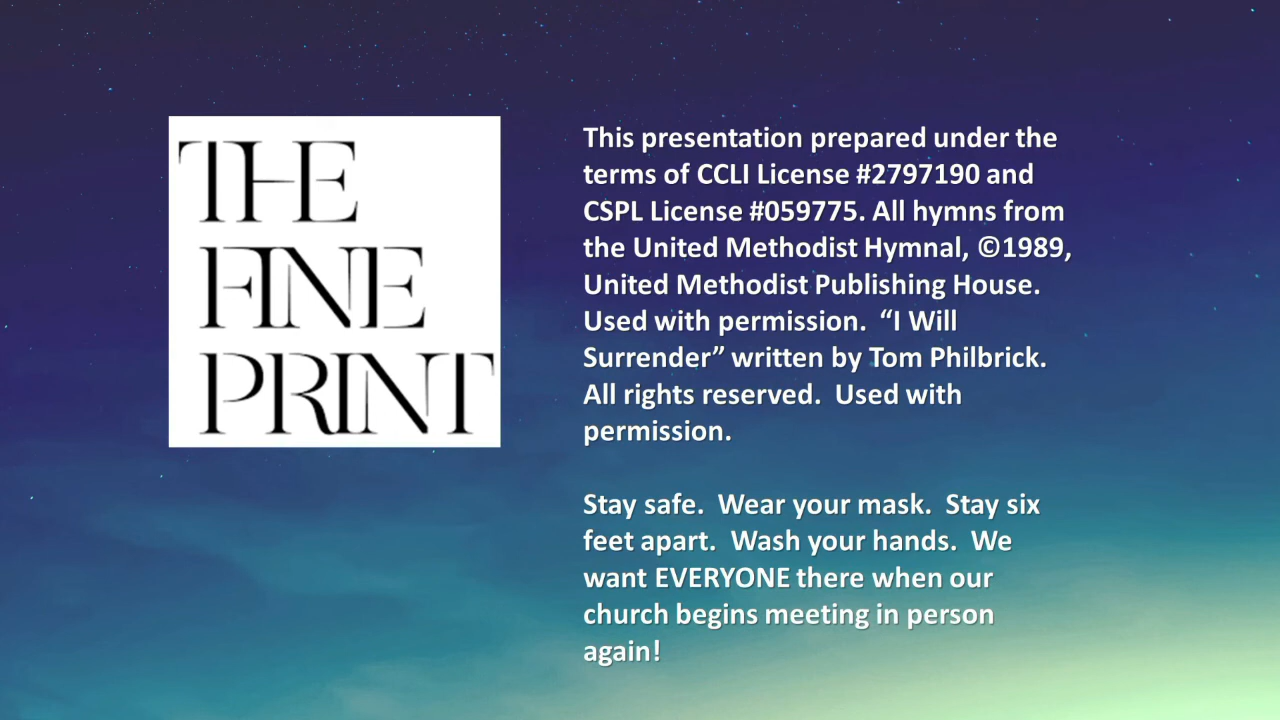 THE
FINE
PRINT
This presentation prepared under the
terms of CCLI License #2797190 and
CSPL License #059775. All hymns from
the United Methodist Hymnal, ©1989,
United Methodist Publishing House.
Used with permission.  “I Will
Surrender” written by Tom Philbrick.
All rights reserved.  Used with
permission.
Stay safe.  Wear your mask.  Stay six
feet apart.  Wash your hands.  We
want EVERYONE there when our
church begins meeting in person
again!